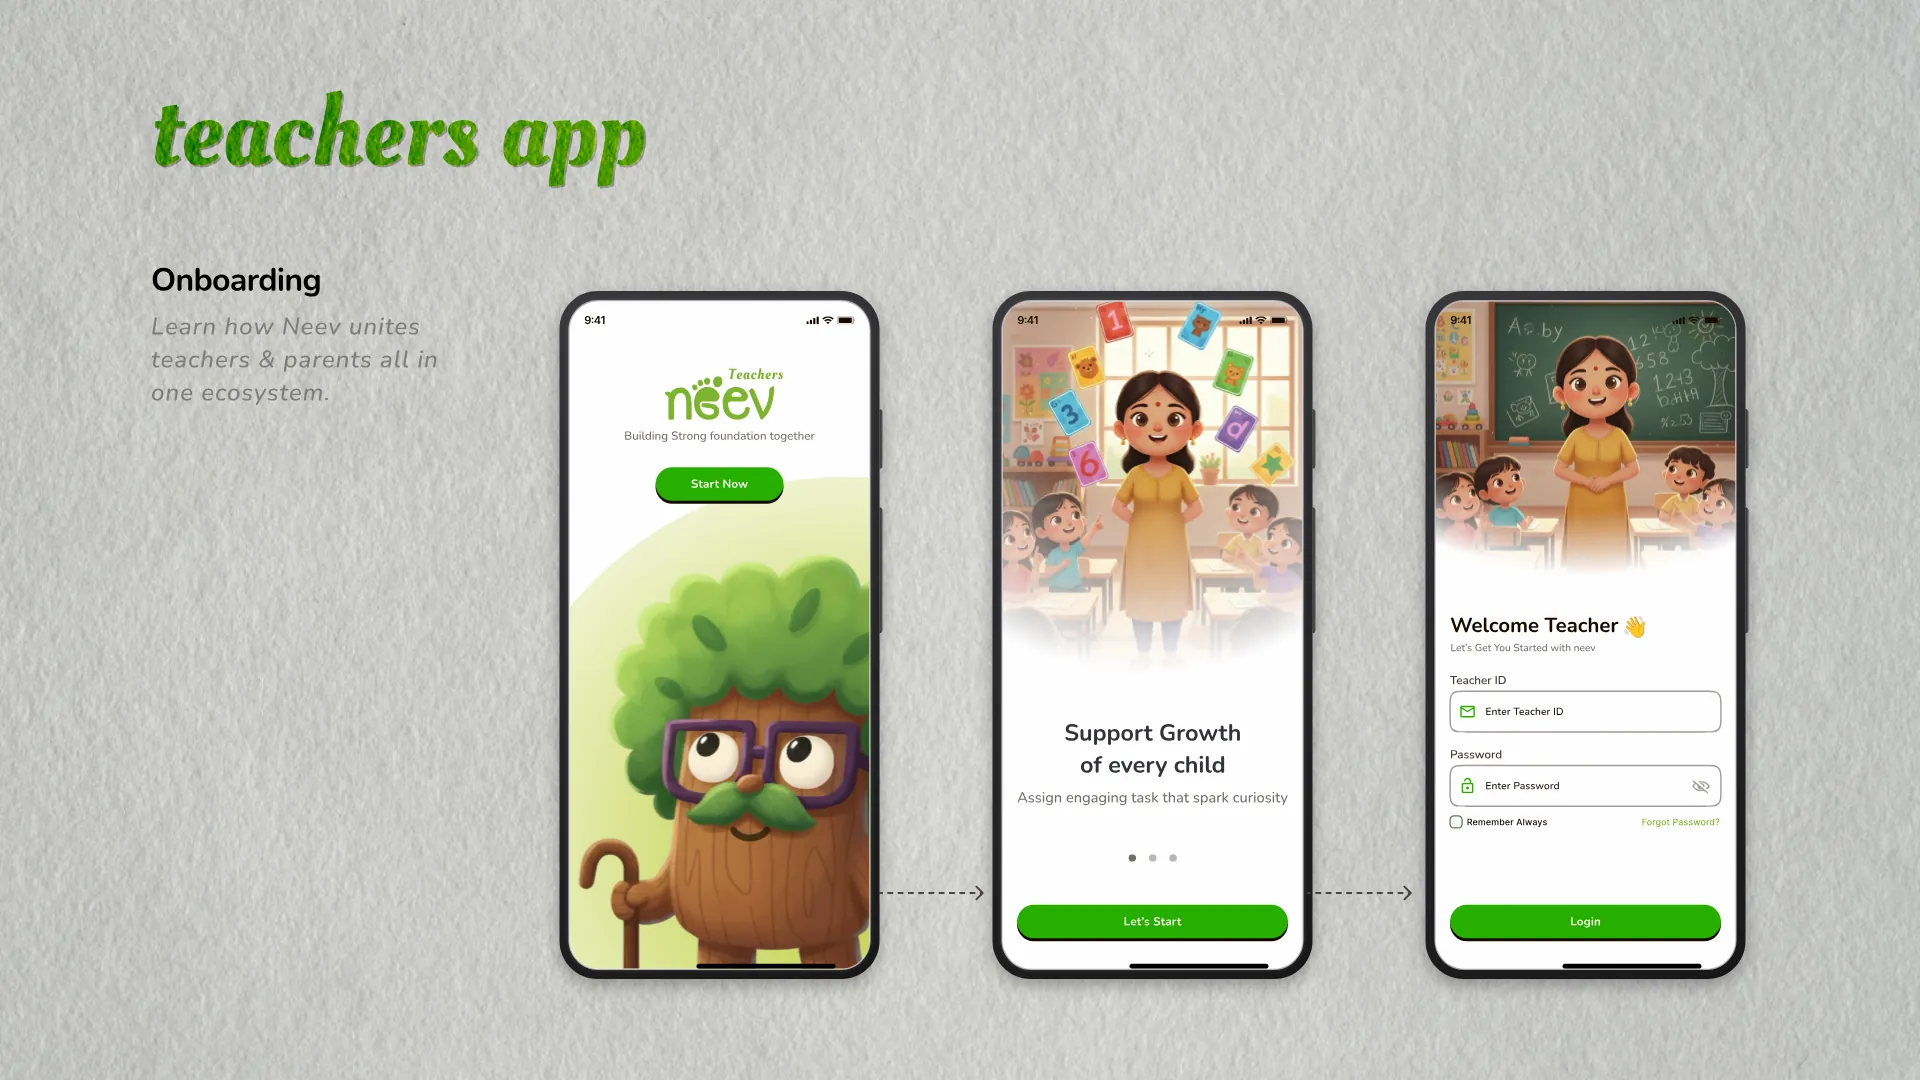 teachers app
Onboarding
Learn how Neev unites
teachers & parents all in
one ecosystem.
9:41
Teachers
neev
Building Strong foundation together
Start Now
9:41
1
3
6
d
Support Growth
of every child
Assign engaging task that spark curiosity
Let's Start
9:41
Welcome Teacher 👋
Let's Get You Started with neev
Teacher ID
Enter Teacher ID
Password
Enter Password
Remember Always
Forgot Password?
Login